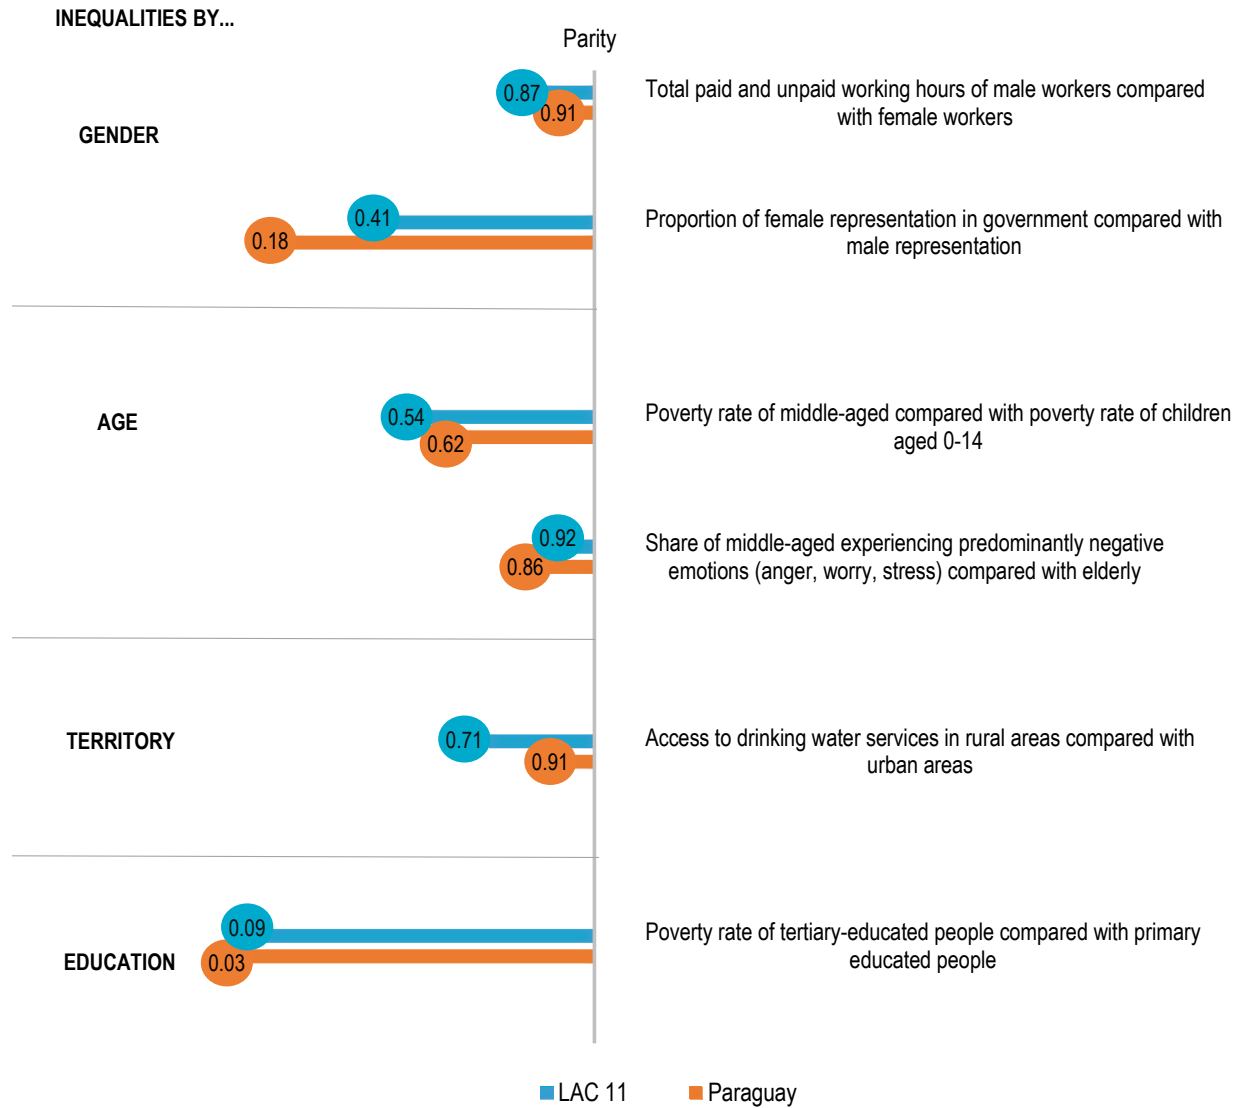 INEQUALITIES BY...
Parity
GENDER
0.87
0.91
Total paid and unpaid working hours of male workers compared
with female workers
0.41
0.18
Proportion of female representation in government compared with
male representation
AGE
0.54
0.62
Poverty rate of middle-aged compared with poverty rate of children
aged 0-14
0.92
0.86
Share of middle-aged experiencing predominantly negative
emotions (anger, worry, stress) compared with elderly
TERRITORY
0.71
0.91
Access to drinking water services in rural areas compared with
urban areas
EDUCATION
0.09
0.03
Poverty rate of tertiary-educated people compared with primary
educated people
LAC 11
Paraguay